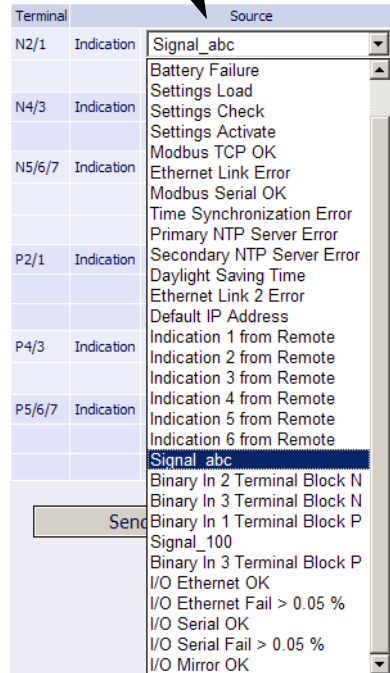 Terminal Source
N2/1 Indication Signal_abc
Battery Failure
Settings Load
N4/3 Indication Settings Check
Settings Activate
Modbus TCP OK
N5/6/7 Indication Ethernet Link Error
Modbus Serial OK
Time Synchronization Error
Primary NTP Server Error
P2/1 Indication Secondary NTP Server Error
Daylight Saving Time
Ethernet Link 2 Error
Default IP Address
P4/3 Indication Indication 1 from Remote
Indication 2 from Remote
Indication 3 from Remote
P5/6/7 Indication Indication 4 from Remote
Indication 5 from Remote
Indication 6 from Remote
Signal_abc
Binary In 2 Terminal Block N
Binary In 3 Terminal Block N
Send Binary In 1 Terminal Block P
Signal_100
Binary In 3 Terminal Block P
I/O Ethernet OK
I/O Ethernet Fail > 0.05 %
I/O Serial OK
I/O Serial Fail > 0.05 %
I/O Mirror OK